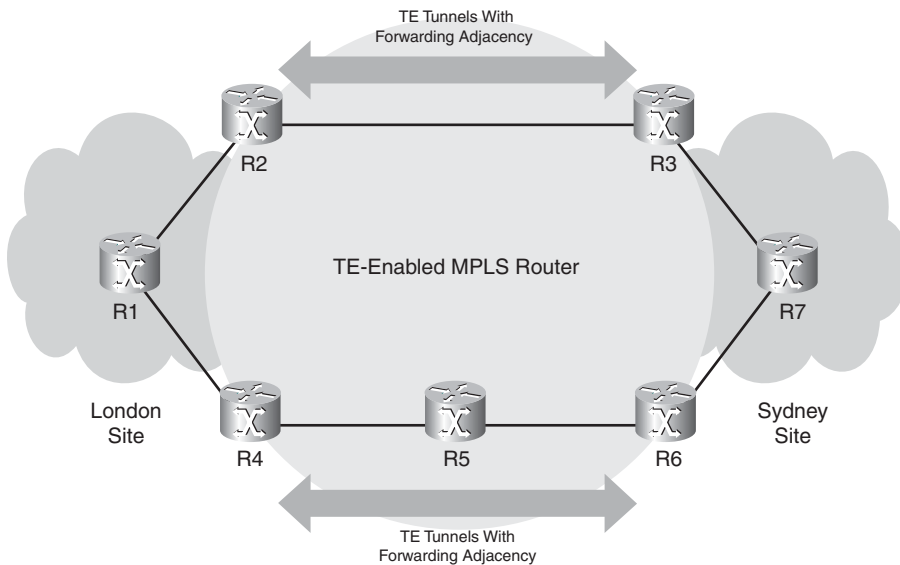 TE Tunnels With
Forwarding Adjacency
R2
R3
TE-Enabled MPLS Router
R1
R7
London
Site
Sydney
Site
R4
R5
R6
TE Tunnels With
Forwarding Adjacency